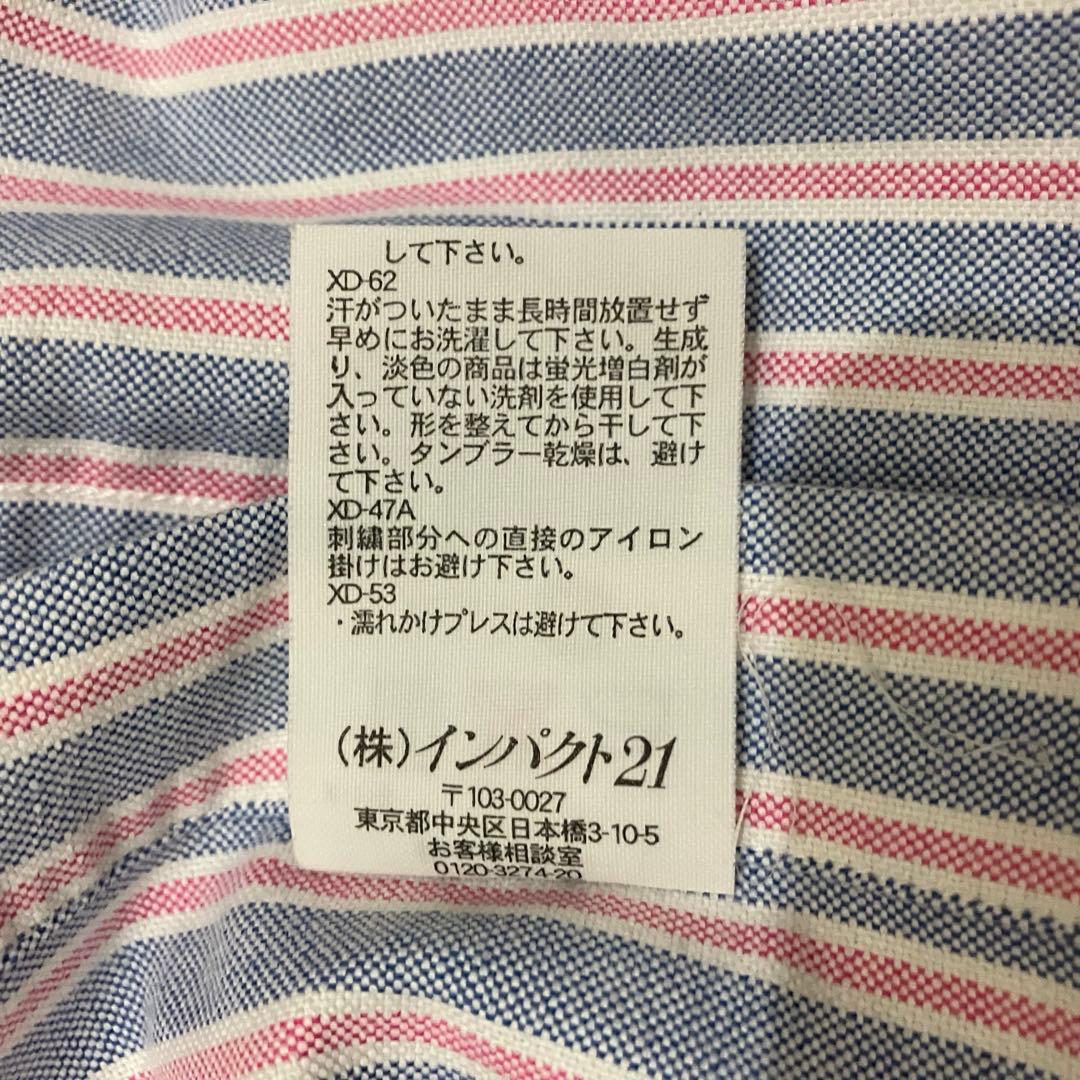 して下さい。
XD-62
汗がついたまま長時間放置せず
早めにお洗濯して下さい。生成
り、淡色の商品は蛍光増白剤が
入っていない洗剤を使用して下
さい。形を整えてから干して下
さい。タンブラー乾燥は、避け
て下さい。
XD-47A
刺繍部分への直接のアイロン
掛けはお避け下さい。
XD-53
・濡れかけプレスは避けて下さい。
(株)インパクト21
〒103-0027
東京都中央区日本橋3-10-5
お客様相談室
0120-3274-20